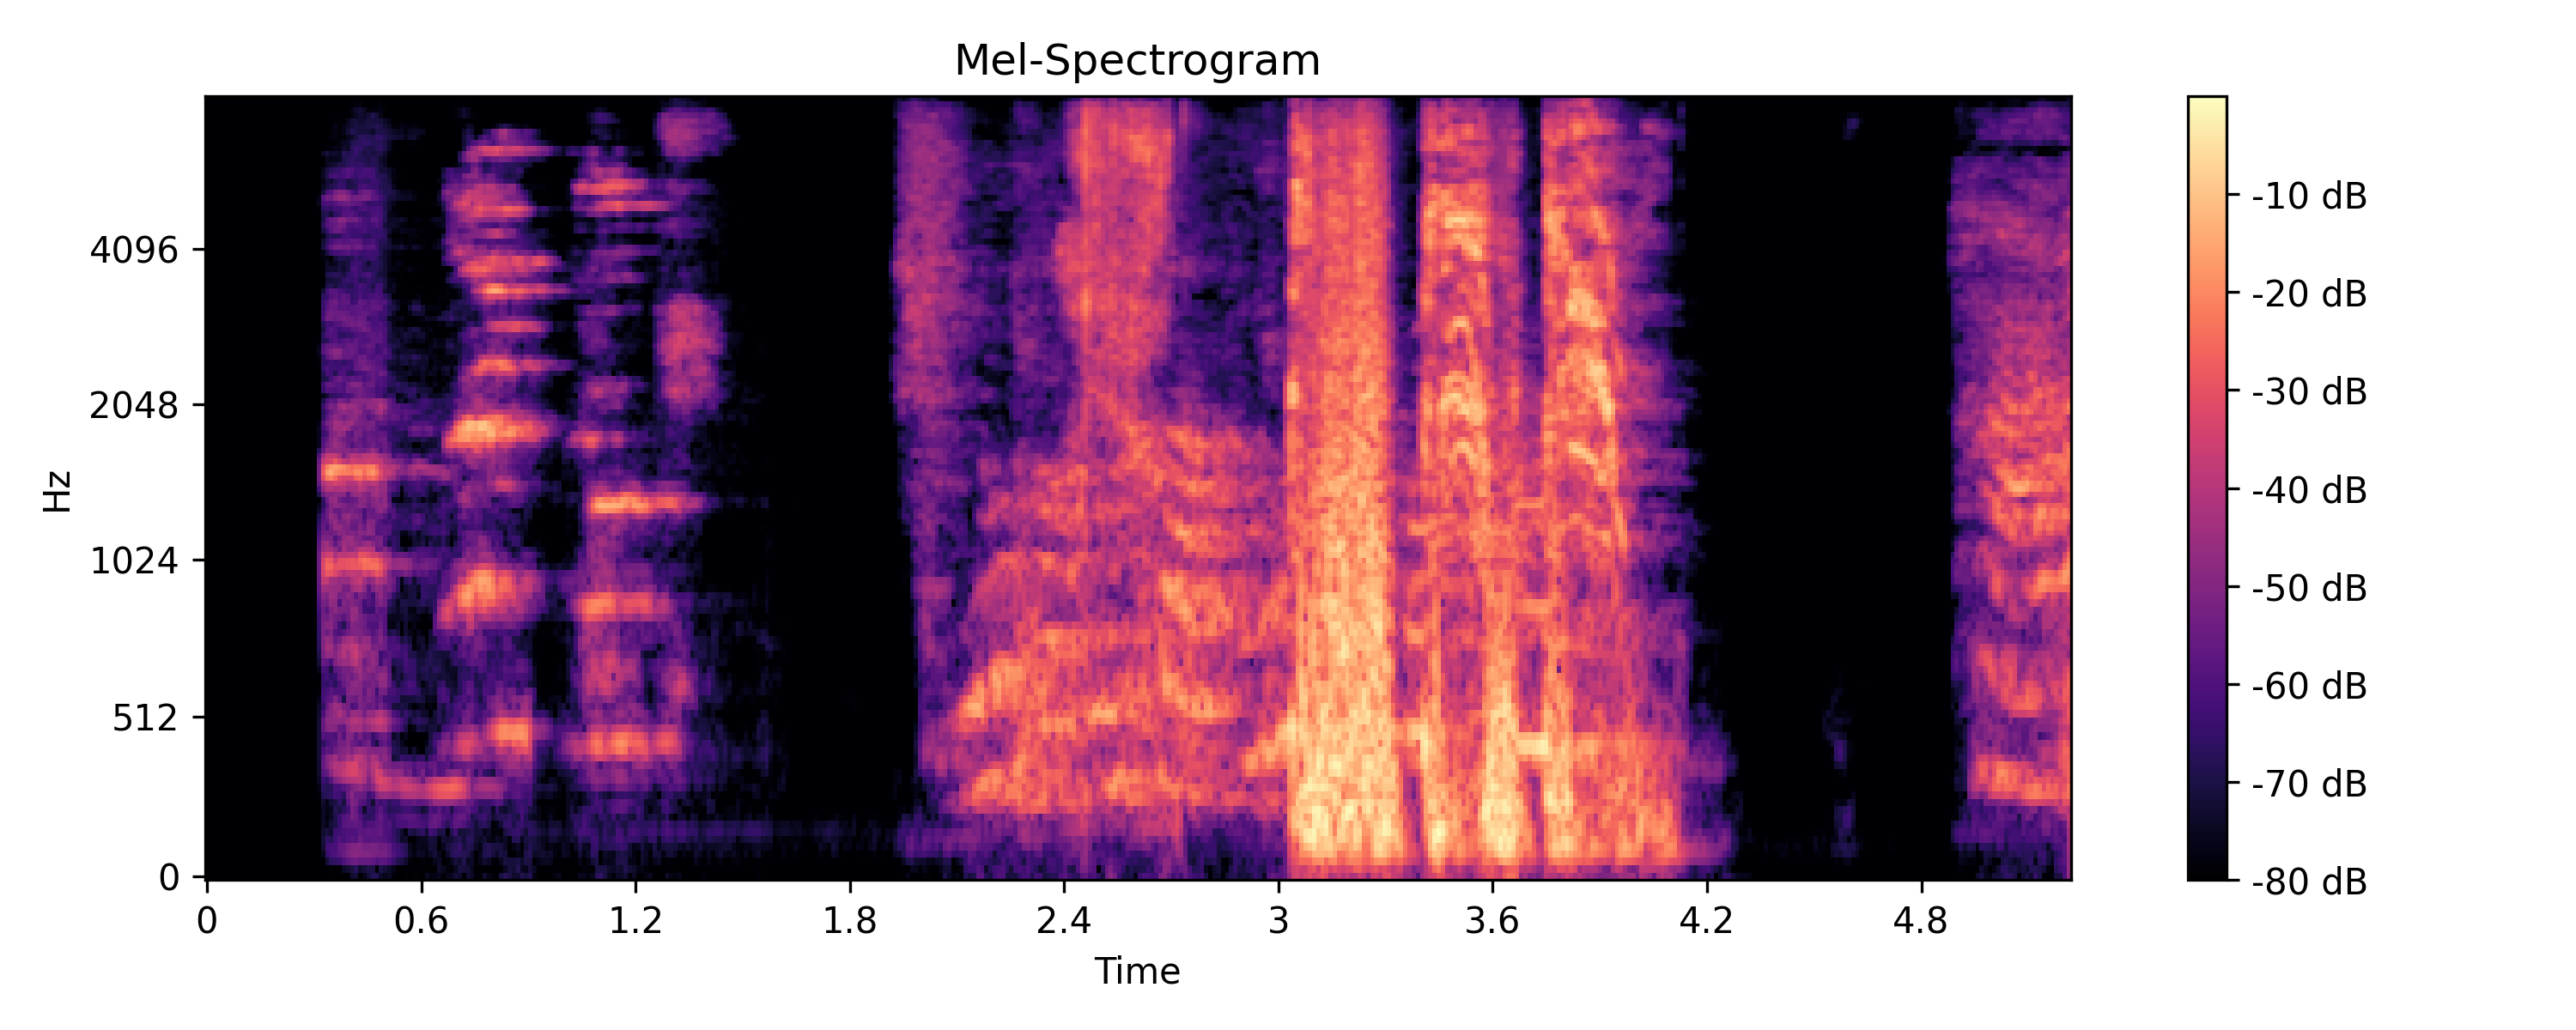 Mel-Spectrogram
Hz
4096
2048
1024
512
0
0 0.6 1.2 1.8 2.4 3 3.6 4.2 4.8
Time
-10 dB
-20 dB
-30 dB
-40 dB
-50 dB
-60 dB
-70 dB
-80 dB